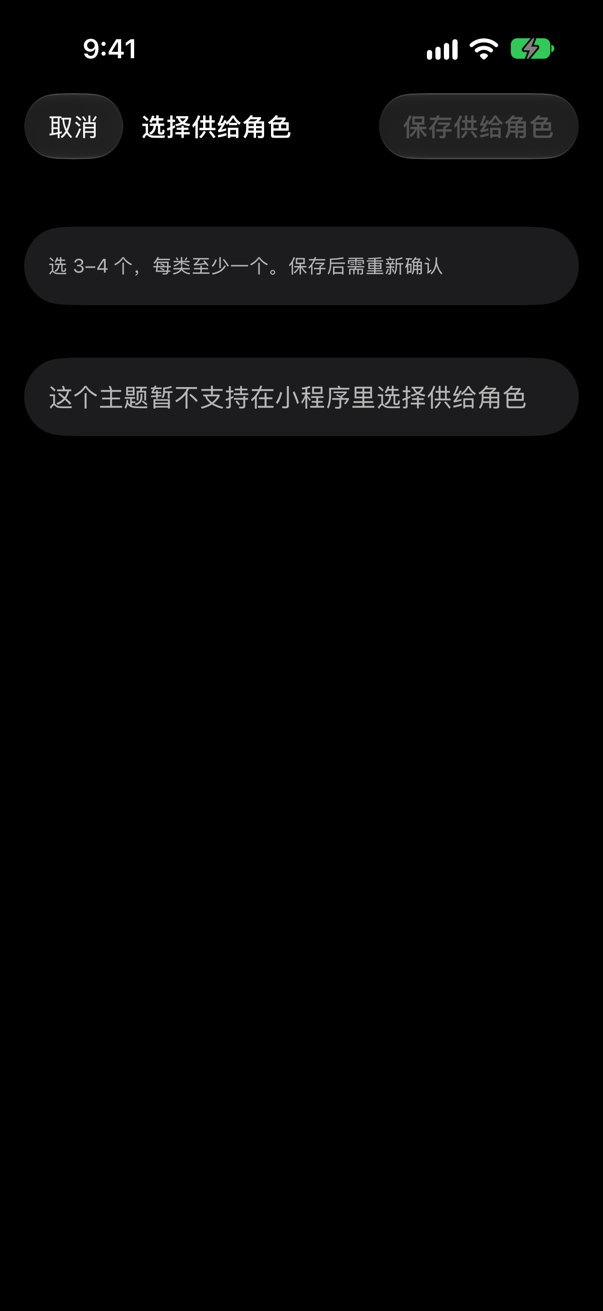 9:41
取消
选择供给角色
保存供给角色
选 3–4 个，每类至少一个。保存后需重新确认
这个主题暂不支持在小程序里选择供给角色